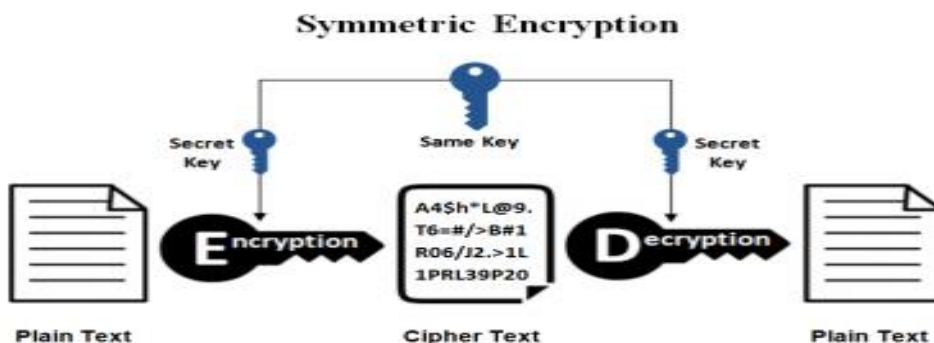 Symmetric Encryption
Secret
Key
Same Key
Secret
Key
Encryption
A4$h*L@9.
T6=#/>B#1
R06/J2.>1L
1PRL39P20
Decryption
Plain Text
Cipher Text
Plain Text